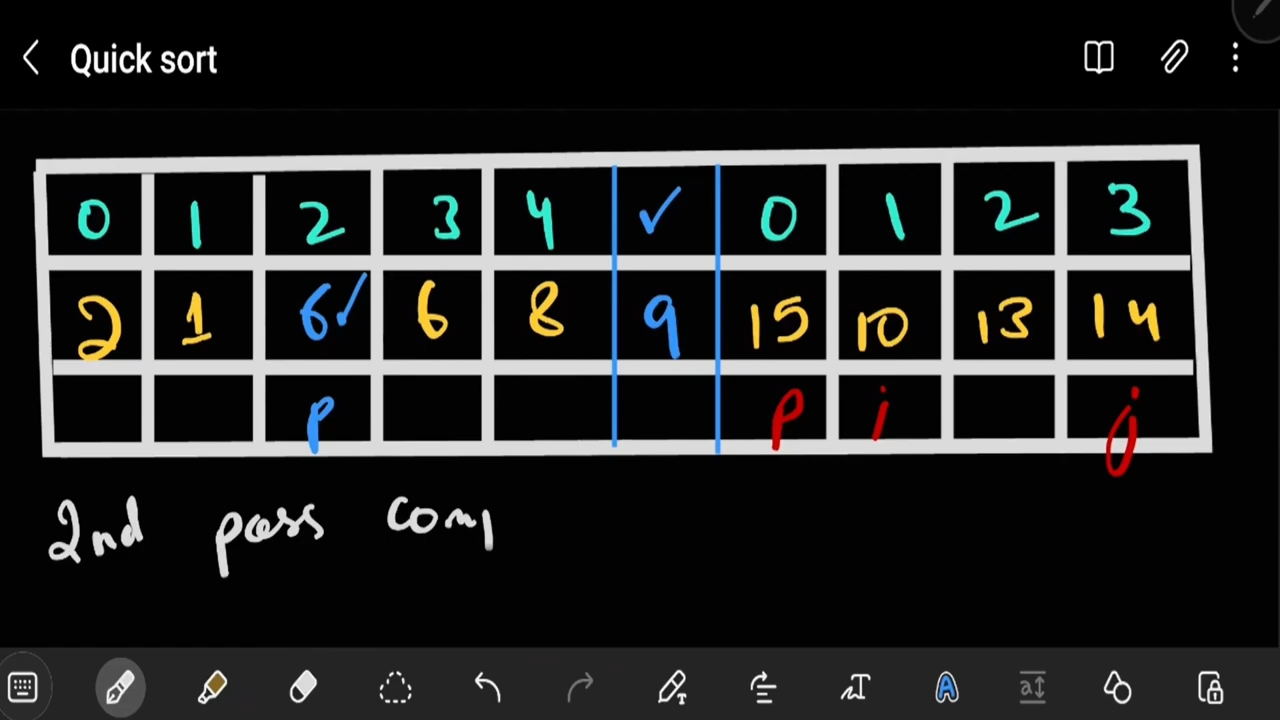 Quick sort
0 1 2 3 4 ✓ 0 1 2 3
2 1 6✓ 6 8 9 15 10 13 14
P P i j
2nd pass comp